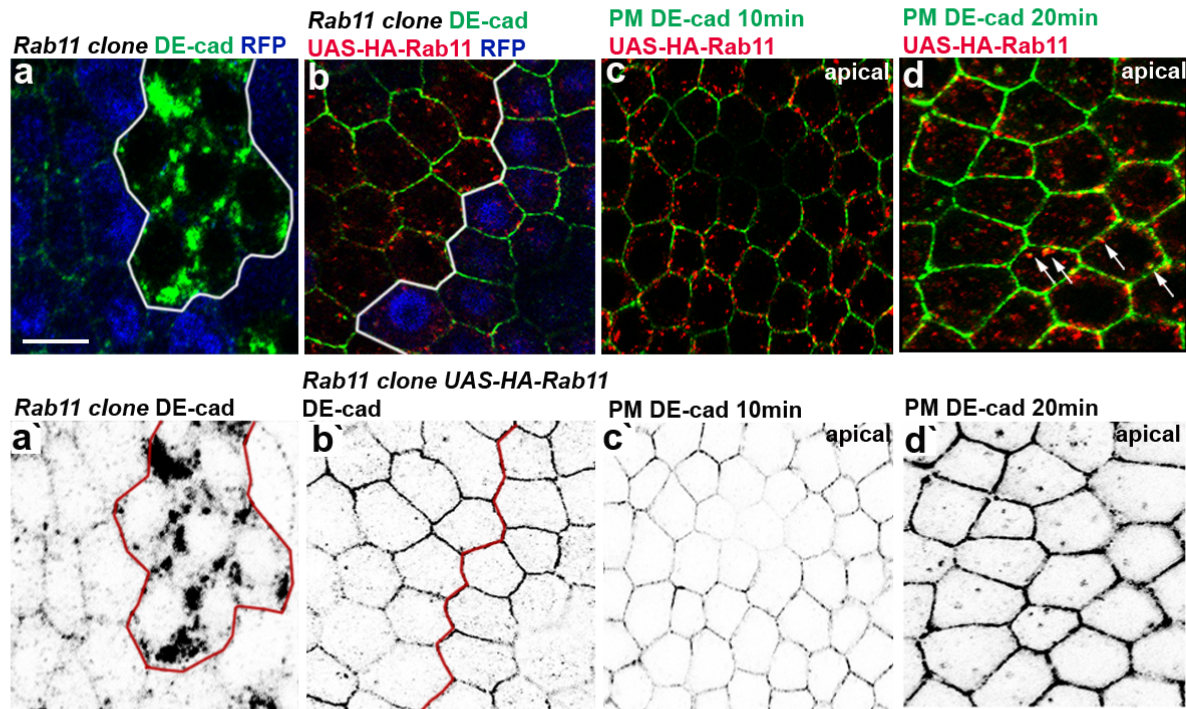 Rab11 clone DE-cad RFP
Rab11 clone DE-cad
UAS-HA-Rab11 RFP
PM DE-cad 10min
UAS-HA-Rab11
PM DE-cad 20min
UAS-HA-Rab11
a
b
c
apical
d
apical
Rab11 clone DE-cad
Rab11 clone UAS-HA-Rab11
DE-cad
PM DE-cad 10min
PM DE-cad 20min
a`
b`
c`
apical
d`
apical